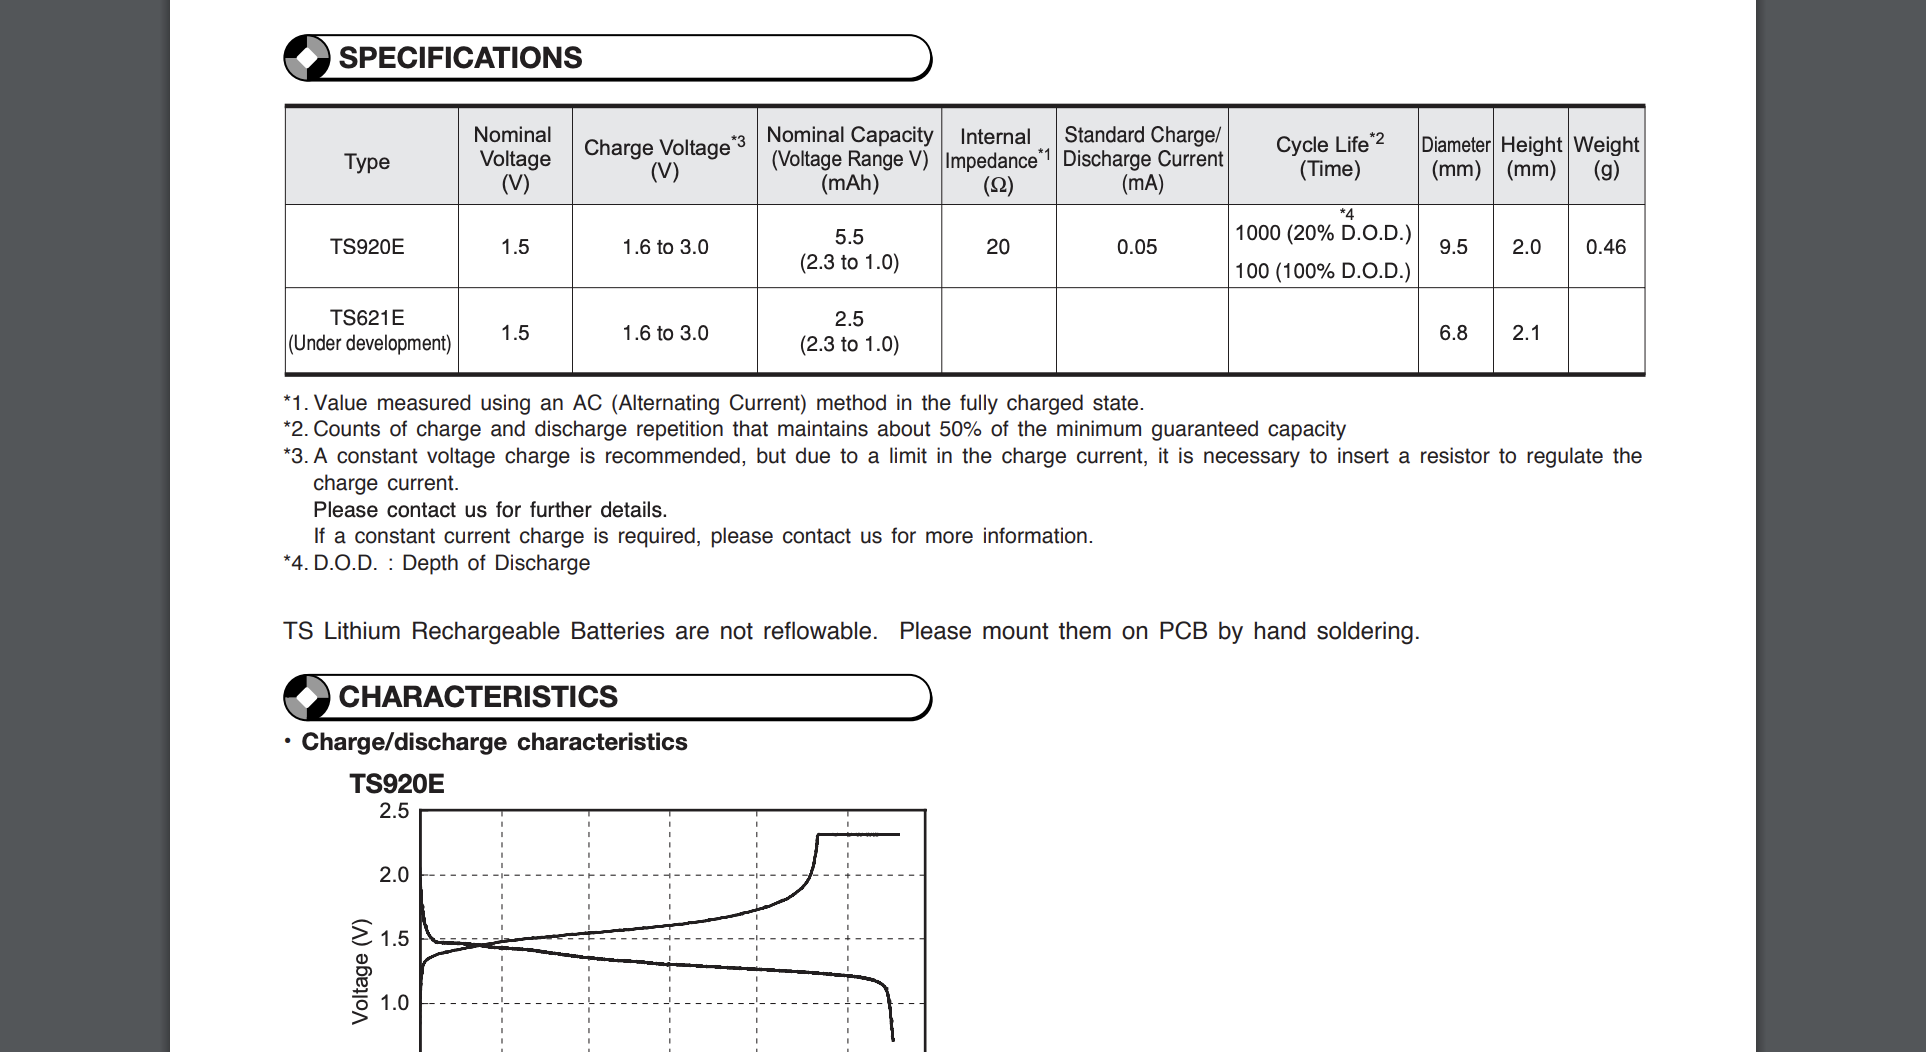 SPECIFICATIONS
Type
Nominal Voltage (V)
Charge Voltage*3 (V)
Nominal Capacity (Voltage Range V) (mAh)
Internal Impedance*1 (Ω)
Standard Charge/ Discharge Current (mA)
Cycle Life*2 (Time)
Diameter (mm)
Height (mm)
Weight (g)
TS920E 1.5 1.6 to 3.0 5.5 (2.3 to 1.0) 20 0.05 1000 (20% D.O.D.)*4 100 (100% D.O.D.) 9.5 2.0 0.46
TS621E (Under development) 1.5 1.6 to 3.0 2.5 (2.3 to 1.0) 6.8 2.1
*1. Value measured using an AC (Alternating Current) method in the fully charged state.
*2. Counts of charge and discharge repetition that maintains about 50% of the minimum guaranteed capacity
*3. A constant voltage charge is recommended, but due to a limit in the charge current, it is necessary to insert a resistor to regulate the
charge current.
Please contact us for further details.
If a constant current charge is required, please contact us for more information.
*4. D.O.D. : Depth of Discharge
TS Lithium Rechargeable Batteries are not reflowable. Please mount them on PCB by hand soldering.
CHARACTERISTICS
• Charge/discharge characteristics
TS920E
2.5
2.0
1.5
1.0
Voltage (V)